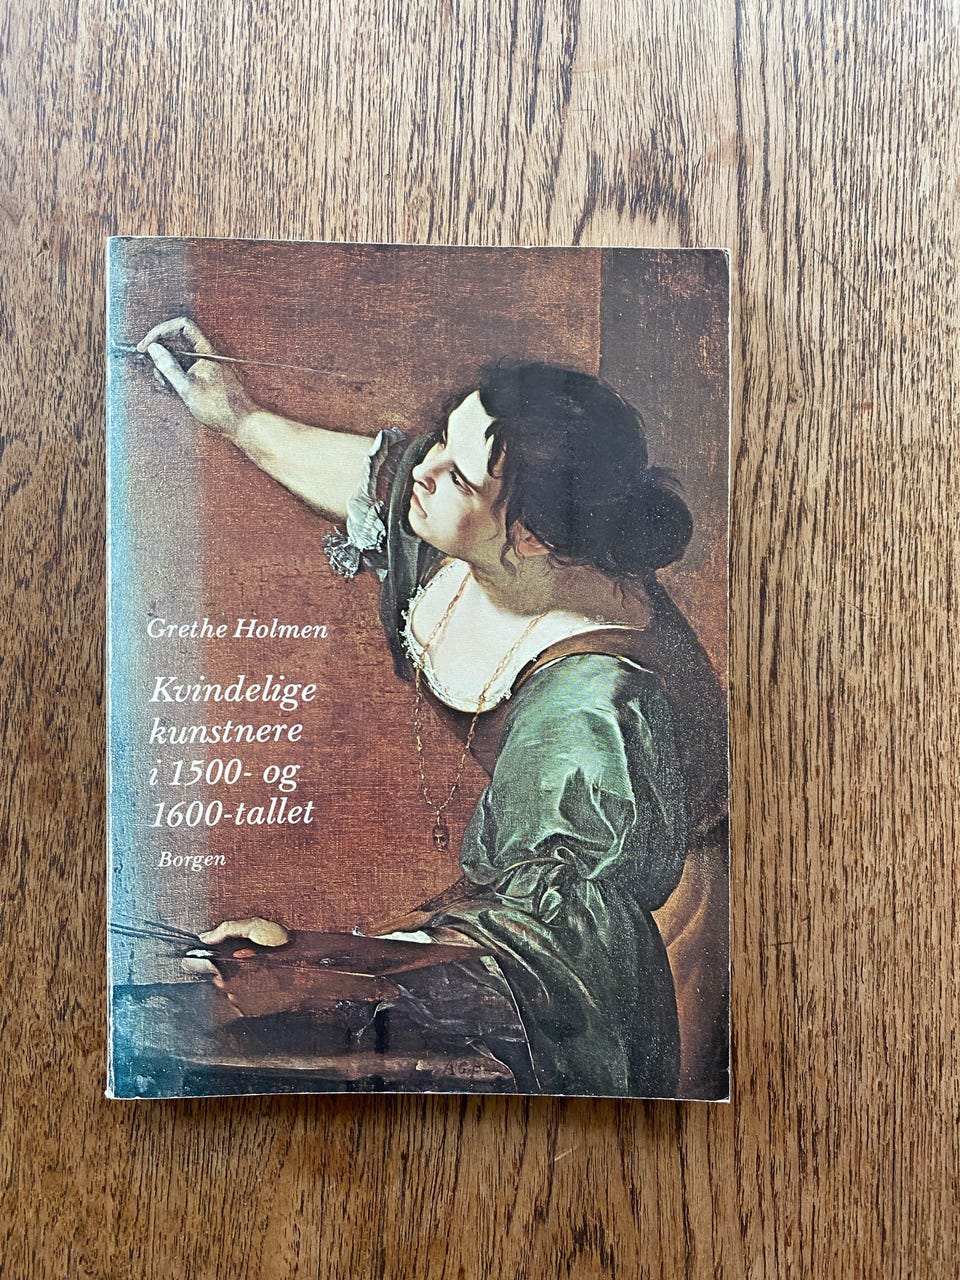 Grethe Holmen
Kvindelige
kunstnere
i 1500- og
1600-tallet
Borgen
A.G.F.